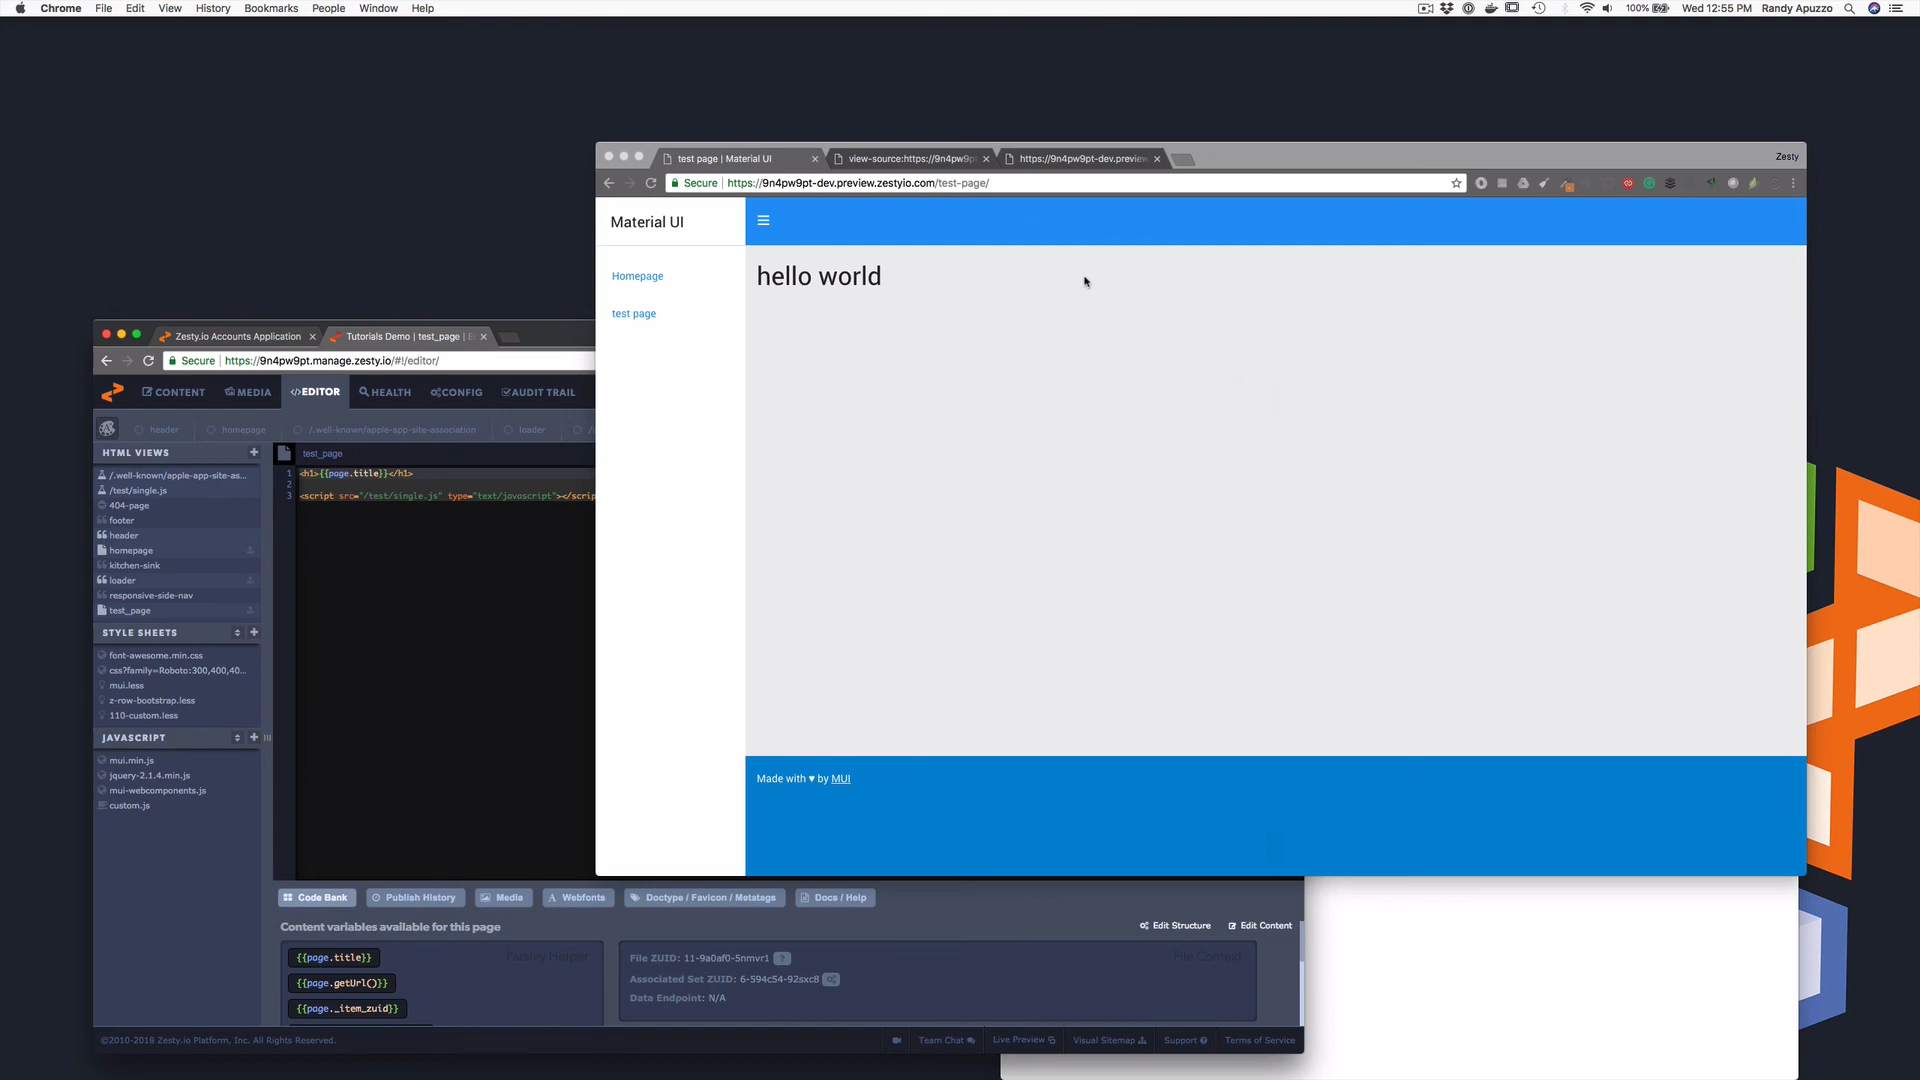 Chrome File Edit View History Bookmarks People Window Help
100% Wed 12:55 PM Randy Apuzzo
test page | Material UI
view-source:https://9n4pw9pt
https://9n4pw9pt-dev.preview
Zesty
Secure https://9n4pw9pt-dev.preview.zestyio.com/test-page/
Material UI
Homepage
test page
hello world
Made with ♥ by MUI
Zesty.io Accounts Application
Tutorials Demo | test_page | E
Secure https://9n4pw9pt.manage.zesty.io/#!/editor/
CONTENT MEDIA </>EDITOR HEALTH CONFIG AUDIT TRAIL
header homepage /.well-known/apple-app-site-association loader
HTML VIEWS +
/.well-known/apple-app-site-as...
/test/single.js
404-page
footer
header
homepage
kitchen-sink
loader
responsive-side-nav
test_page
STYLE SHEETS +
font-awesome.min.css
css?family=Roboto:300,400,40...
mui.less
z-row-bootstrap.less
110-custom.less
JAVASCRIPT +
mui.min.js
jquery-2.1.4.min.js
mui-webcomponents.js
custom.js
test_page
1 <h1>{{page.title}}</h1>
2
3 <script src="/test/single.js" type="text/javascript"></scrip
Code Bank Publish History Media Webfonts Doctype / Favicon / Metatags Docs / Help
Content variables available for this page
Edit Structure Edit Content
Parsley Helper
{{page.title}}
{{page.getUrl()}}
{{page._item_zuid}}
File Context
File ZUID: 11-9a0af0-5nmvr1 ?
Associated Set ZUID: 6-594c54-92sxc8
Data Endpoint: N/A
©2010-2018 Zesty.io Platform, Inc. All Rights Reserved.
Team Chat Live Preview Visual Sitemap Support Terms of Service